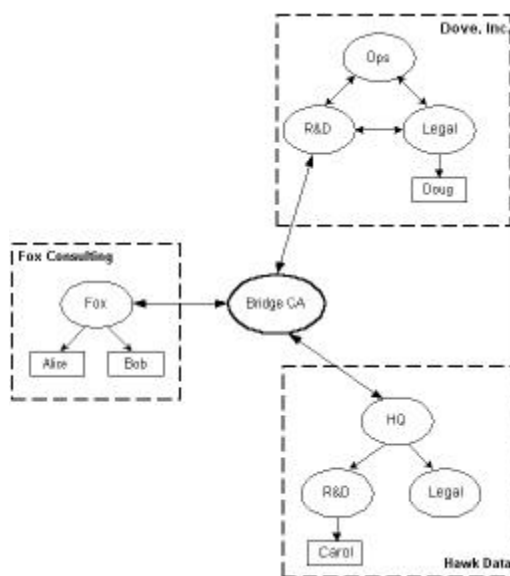 Dove, Inc.
Ops
R&D
Legal
Doug
Fox Consulting
Fox
Alice
Bob
Bridge CA
HQ
R&D
Legal
Carol
Hawk Data